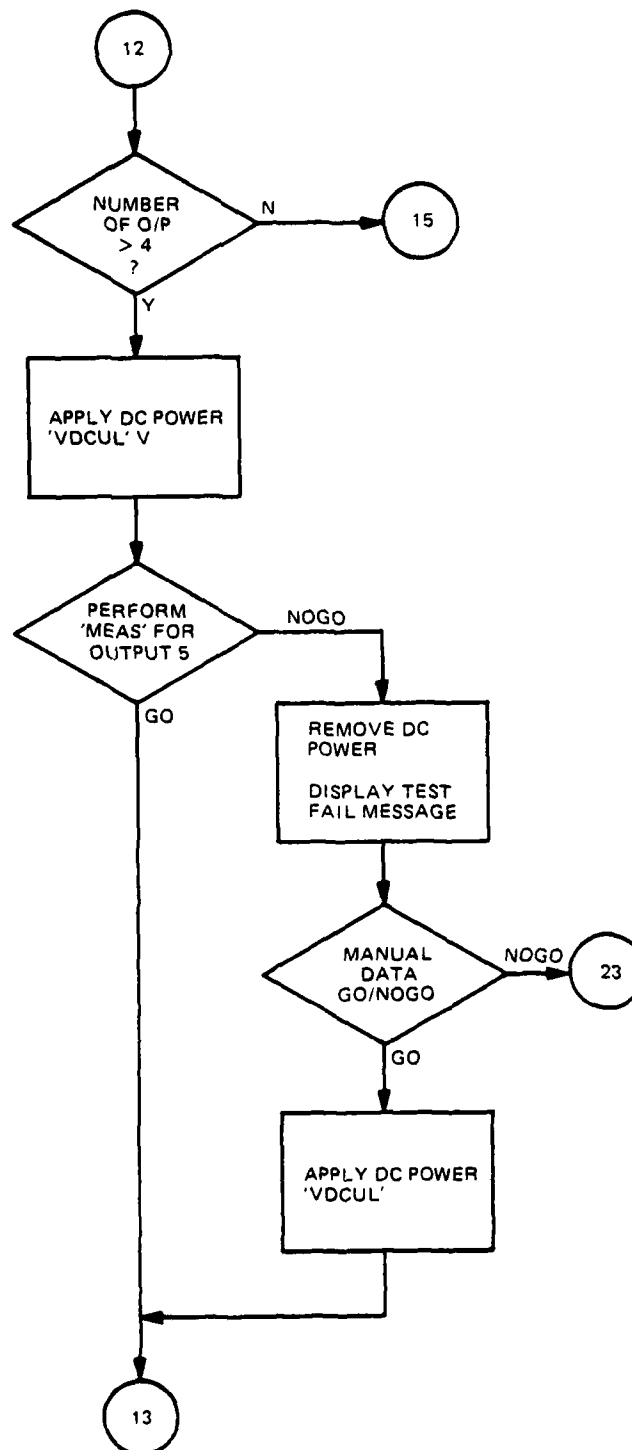 12
NUMBER
OF O/P
> 4
?
N
15
Y
APPLY DC POWER
'VDCUL' V
PERFORM
'MEAS' FOR
OUTPUT 5
NOGO
GO
REMOVE DC
POWER
DISPLAY TEST
FAIL MESSAGE
MANUAL
DATA
GO/NOGO
NOGO
23
GO
APPLY DC POWER
'VDCUL'
13